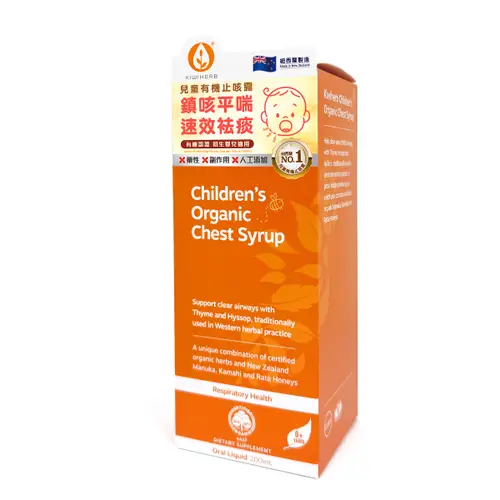 KIWIHERB
紐西蘭製造
Made in New Zealand
兒童有機止咳露
鎮咳平喘
速效袪痰
有機認證 初生嬰兒適用
×藥性 ×副作用 ×人工添加
NO.1
Children's
Organic
Chest Syrup
Support clear airways with
Thyme and Hyssop, traditionally
used in Western herbal practice
A unique combination of certified
organic herbs and New Zealand
Manuka, Kamahi and Rata Honeys
Respiratory Health
DIETARY SUPPLEMENT
Oral Liquid 200mL
0+
YEARS
Kiwiherb Children's
Organic Chest Syrup